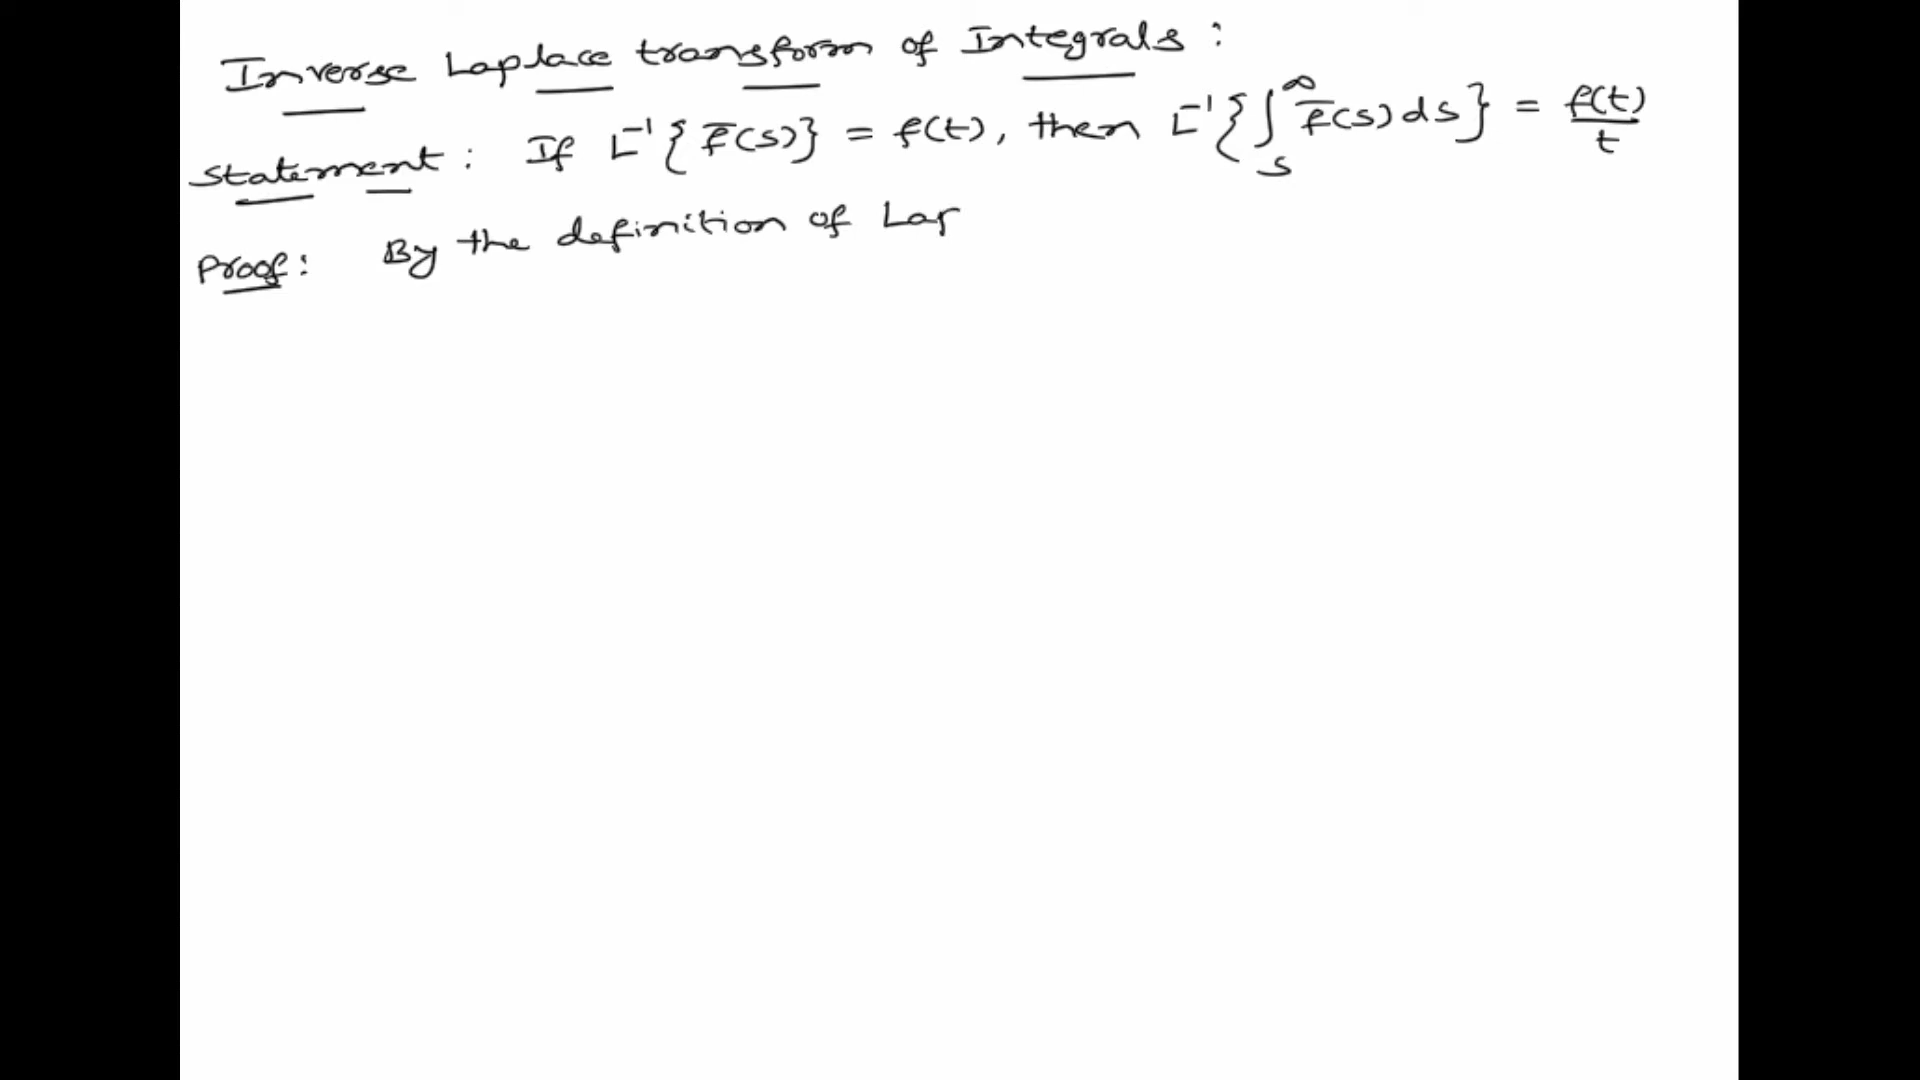 Inverse Laplace transform of Integrals :
Statement : If L⁻¹{f̄(s)} = f(t), then L⁻¹{∫ₛ^∞ f̄(s) ds} = f(t)/t
Proof : By the definition of Lap